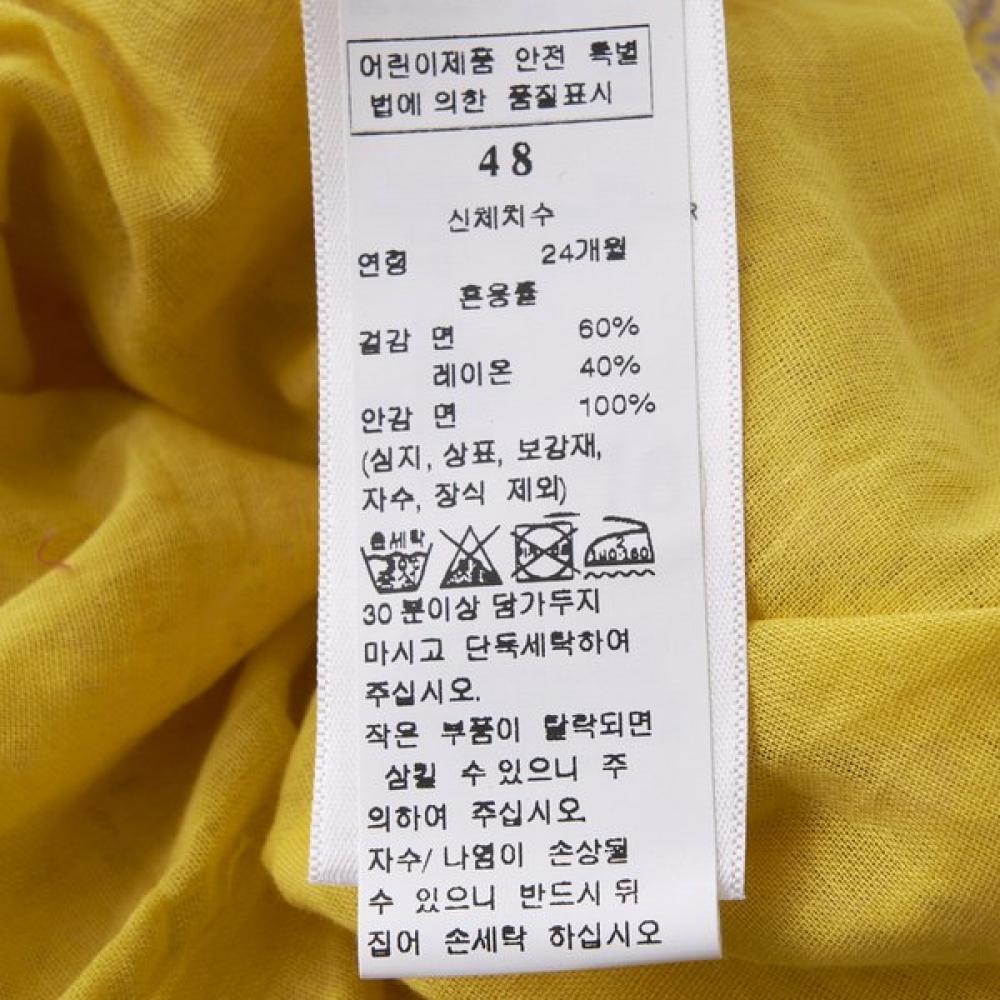 어린이제품 안전 특별
법에 의한 품질표시
48
신체치수
연령 24개월
혼용률
겉감 면 60%
레이온 40%
안감 면 100%
(심지, 상표, 보강재,
자수, 장식 제외)
손세탁
30 분이상 담가두지
마시고 단독세탁하여
주십시오.
작은 부품이 탈락되면
삼킬 수 있으니 주
의하여 주십시오.
자수/ 나염이 손상될
수 있으니 반드시 뒤
집어 손세탁 하십시오